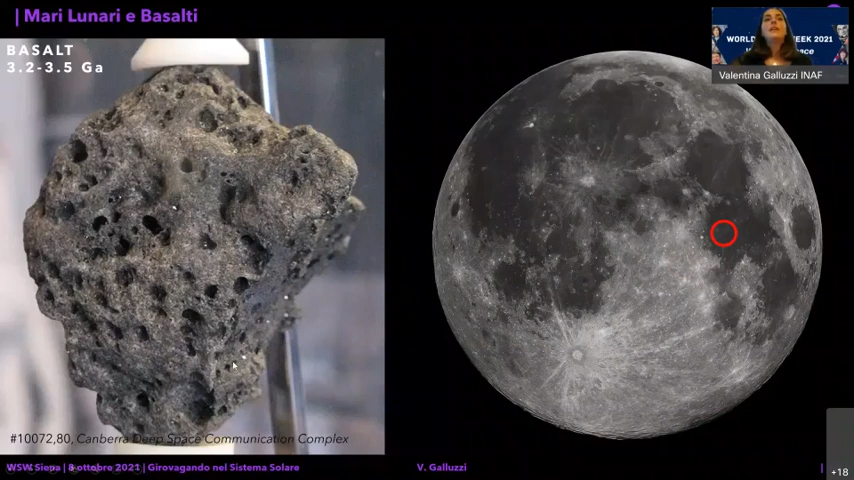 | Mari Lunari e Basalti
BASALT
3.2-3.5 Ga
WORLD
EEK 2021
Valentina Galluzzi INAF
#10072,80, Canberra Deep Space Communication Complex
WSW Siena | 8 ottobre 2021 | Girovagando nel Sistema Solare
V. Galluzzi
|
+18